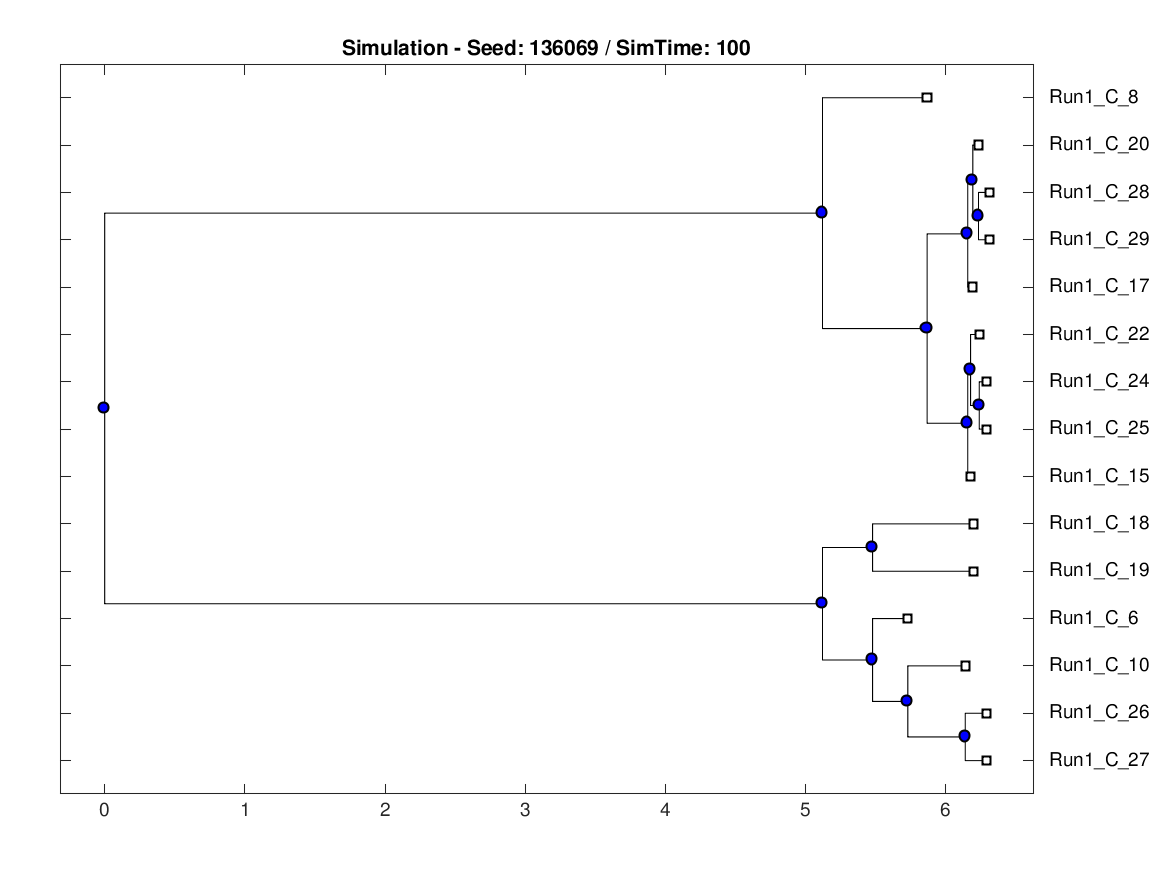 Simulation - Seed: 136069 / SimTime: 100
Run1_C_8
Run1_C_20
Run1_C_28
Run1_C_29
Run1_C_17
Run1_C_22
Run1_C_24
Run1_C_25
Run1_C_15
Run1_C_18
Run1_C_19
Run1_C_6
Run1_C_10
Run1_C_26
Run1_C_27
0 1 2 3 4 5 6